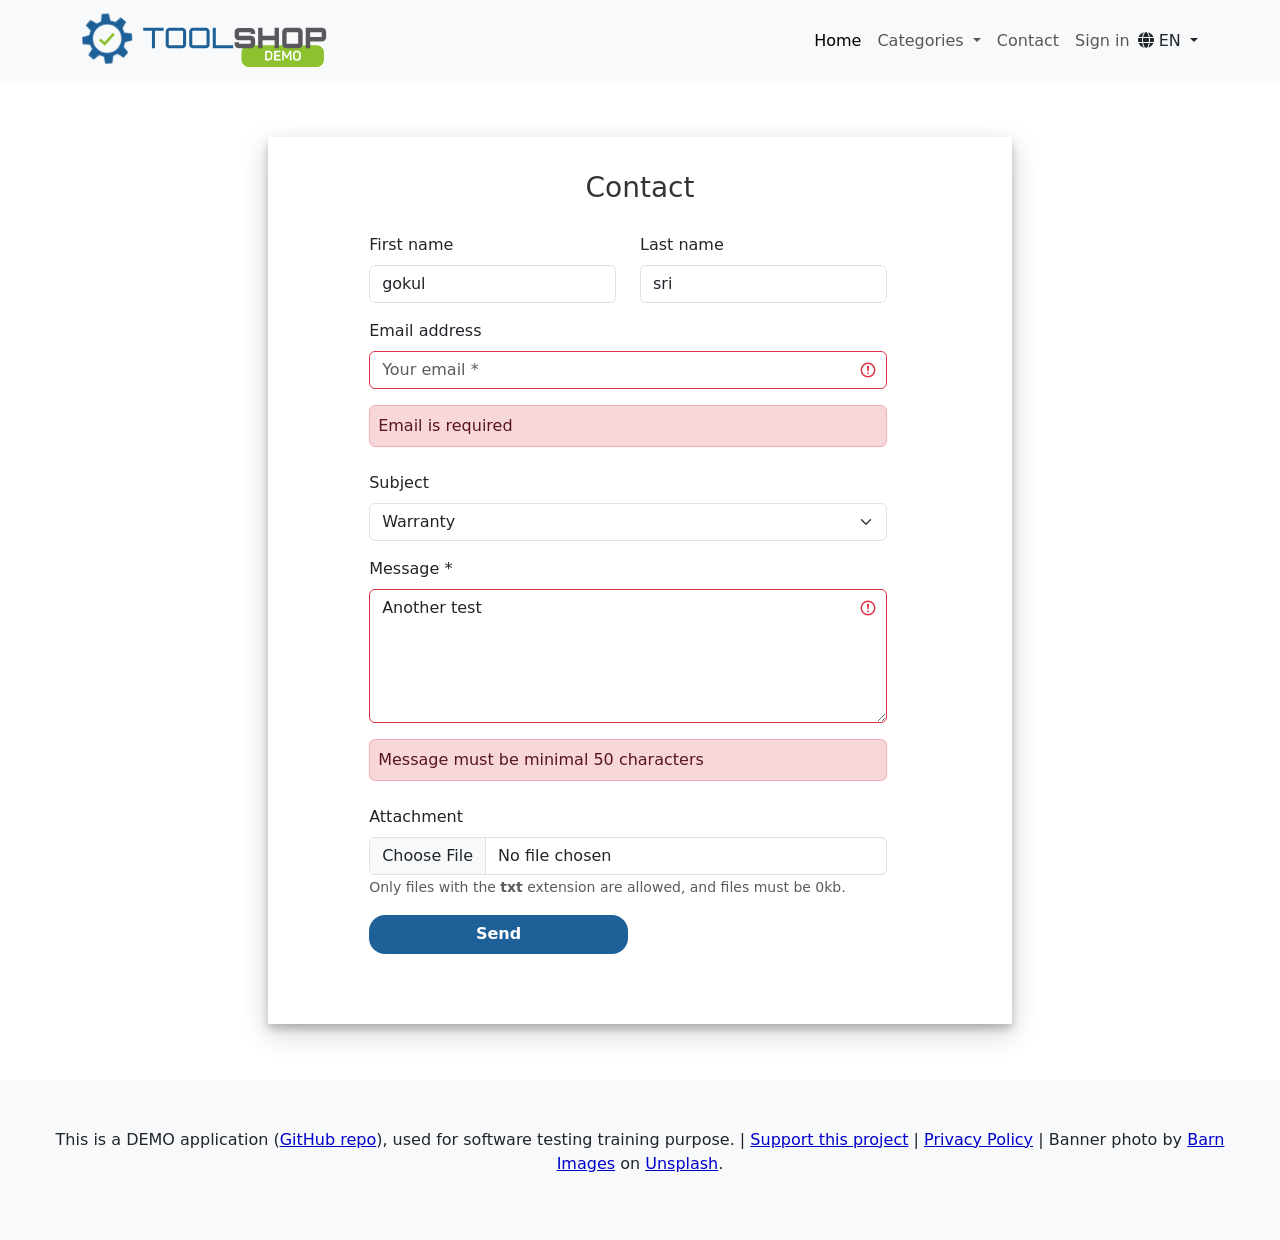 TOOLSHOP
DEMO
Home Categories Contact Sign in EN
Contact
First name Last name
gokul sri
Email address
Your email *
Email is required
Subject
Warranty
Message *
Another test
Message must be minimal 50 characters
Attachment
Choose File No file chosen
Only files with the txt extension are allowed, and files must be 0kb.
Send
This is a DEMO application (GitHub repo), used for software testing training purpose. | Support this project | Privacy Policy | Banner photo by Barn
Images on Unsplash.